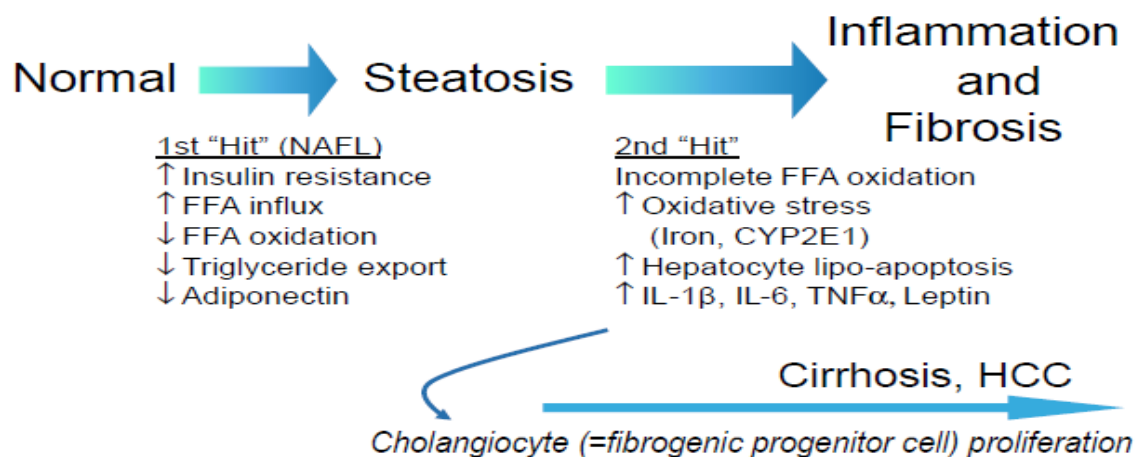 Normal
Steatosis
Inflammation
and
Fibrosis
1st “Hit” (NAFL)
↑ Insulin resistance
↑ FFA influx
↓ FFA oxidation
↓ Triglyceride export
↓ Adiponectin
2nd “Hit”
Incomplete FFA oxidation
↑ Oxidative stress
(Iron, CYP2E1)
↑ Hepatocyte lipo-apoptosis
↑ IL-1β, IL-6, TNFα, Leptin
Cirrhosis, HCC
Cholangiocyte (=fibrogenic progenitor cell) proliferation